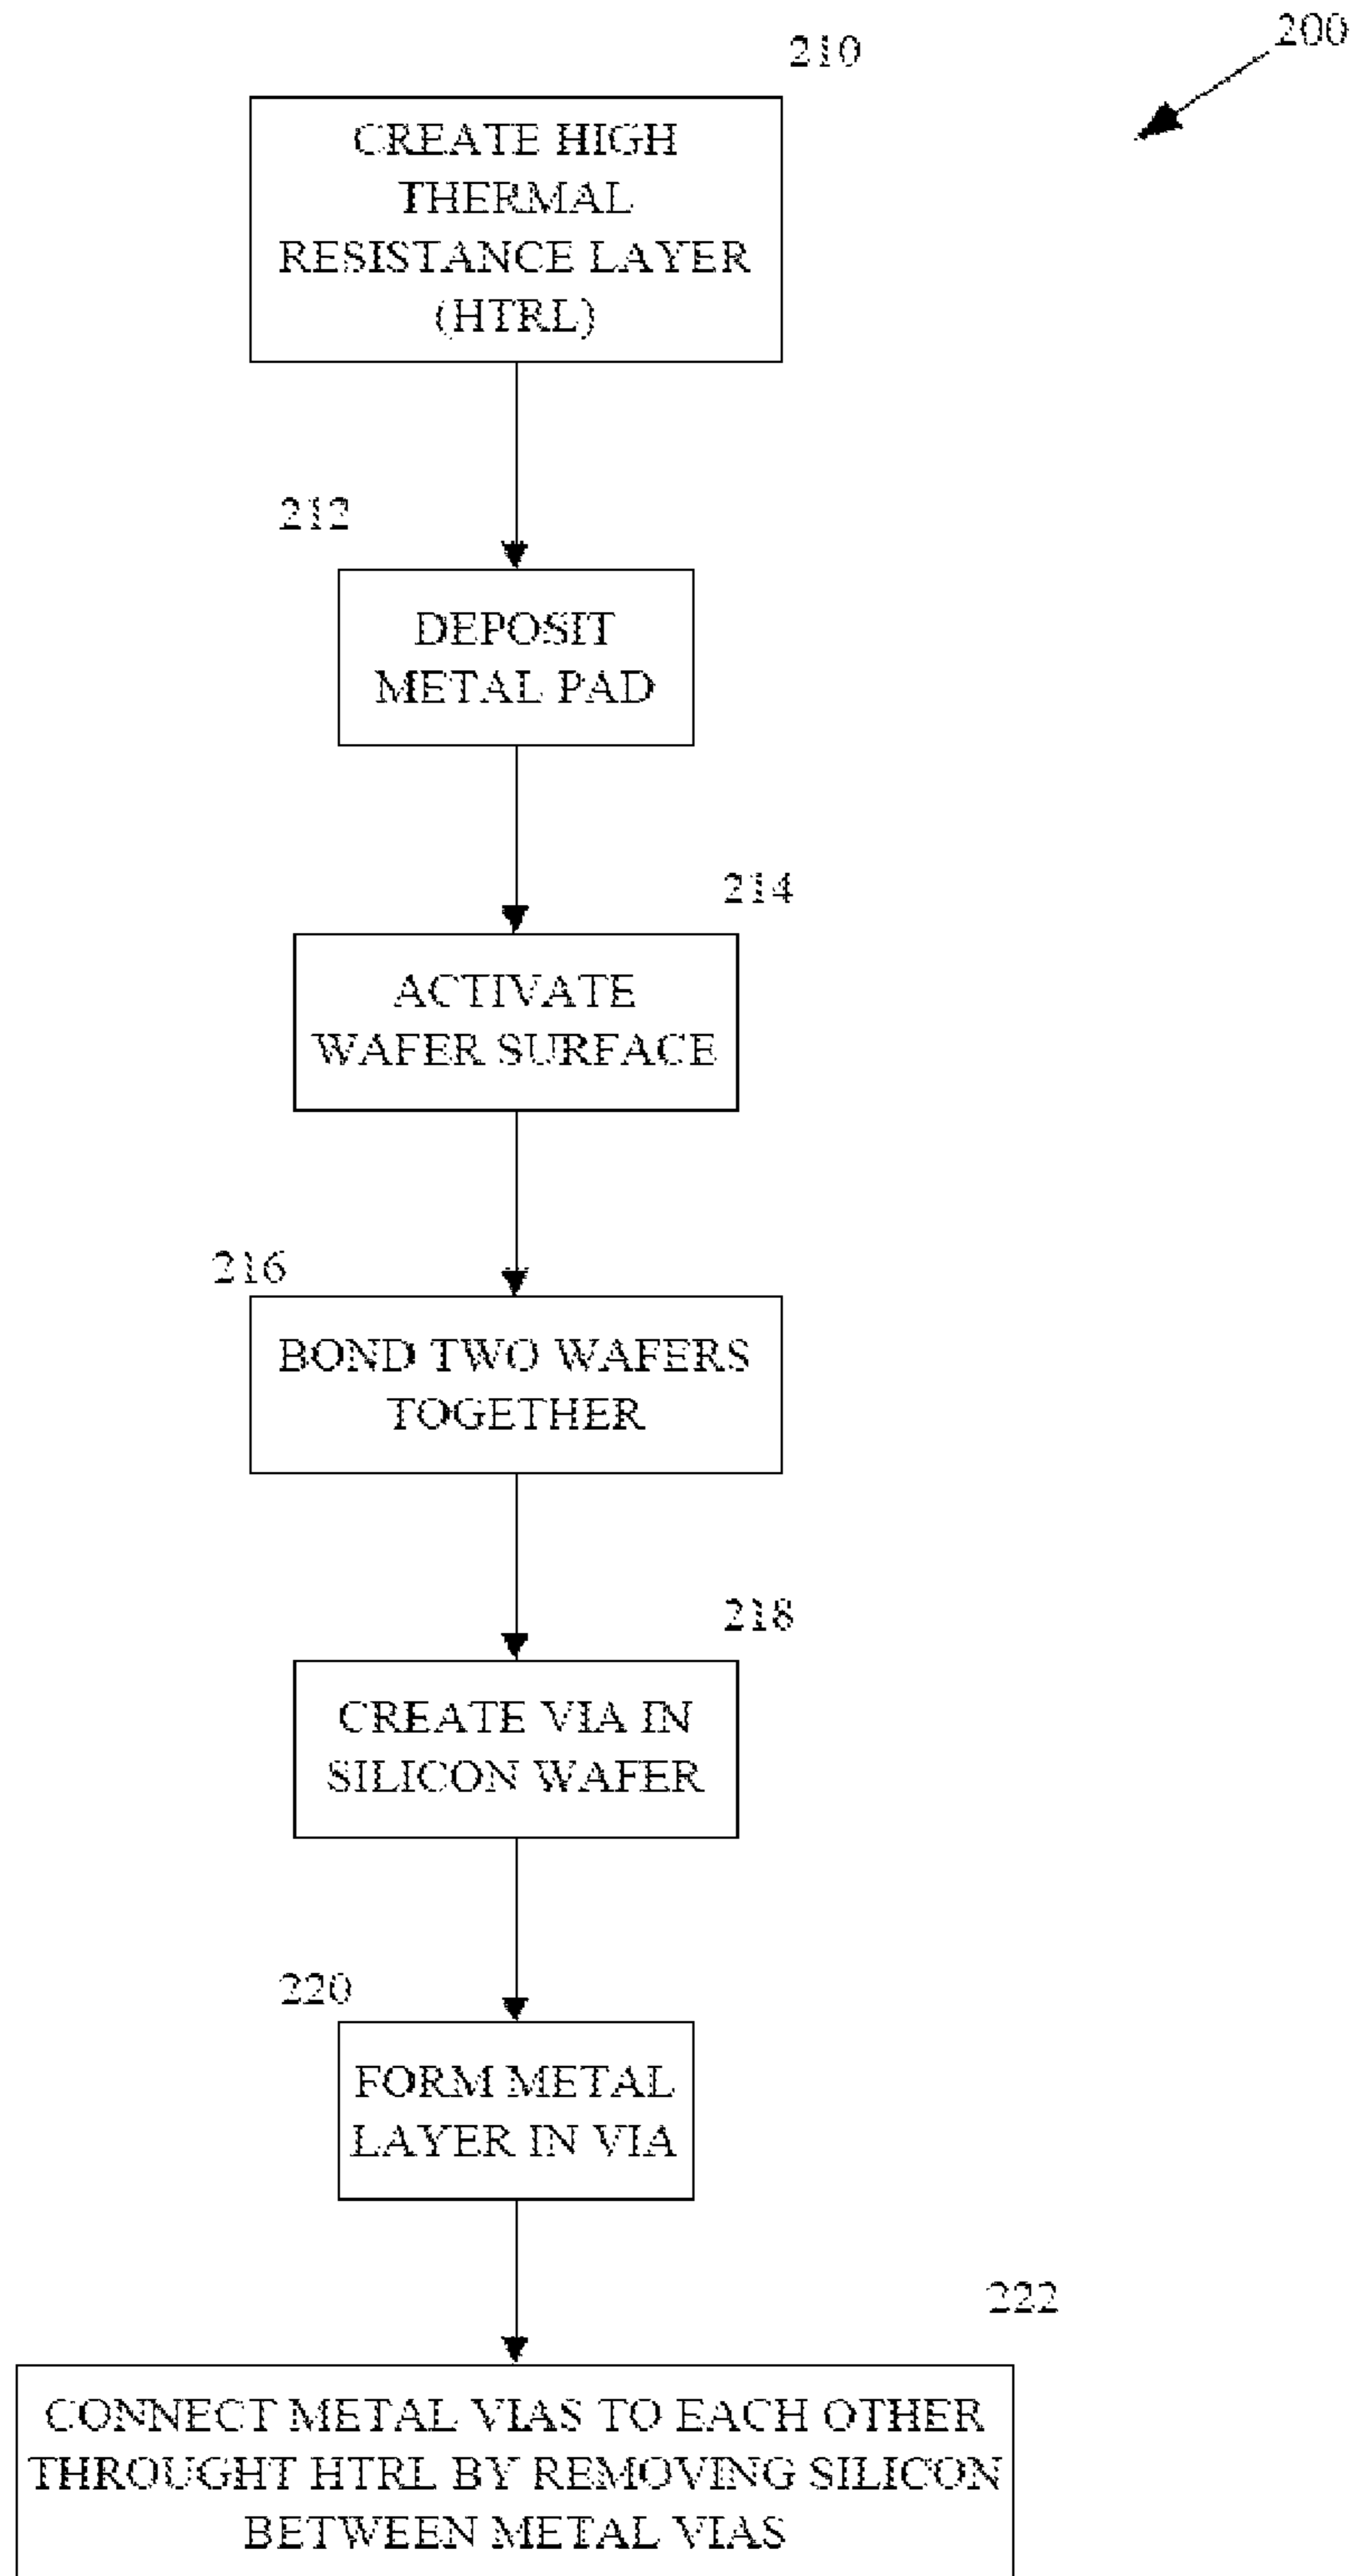 200
210
CREATE HIGH
THERMAL
RESISTANCE LAYER
(HTRL)
212
DEPOSIT
METAL PAD
214
ACTIVATE
WAFER SURFACE
216
BOND TWO WAFERS
TOGETHER
218
CREATE VIA IN
SILICON WAFER
220
FORM METAL
LAYER IN VIA
222
CONNECT METAL VIAS TO EACH OTHER
THROUGHT HTRL BY REMOVING SILICON
BETWEEN METAL VIAS